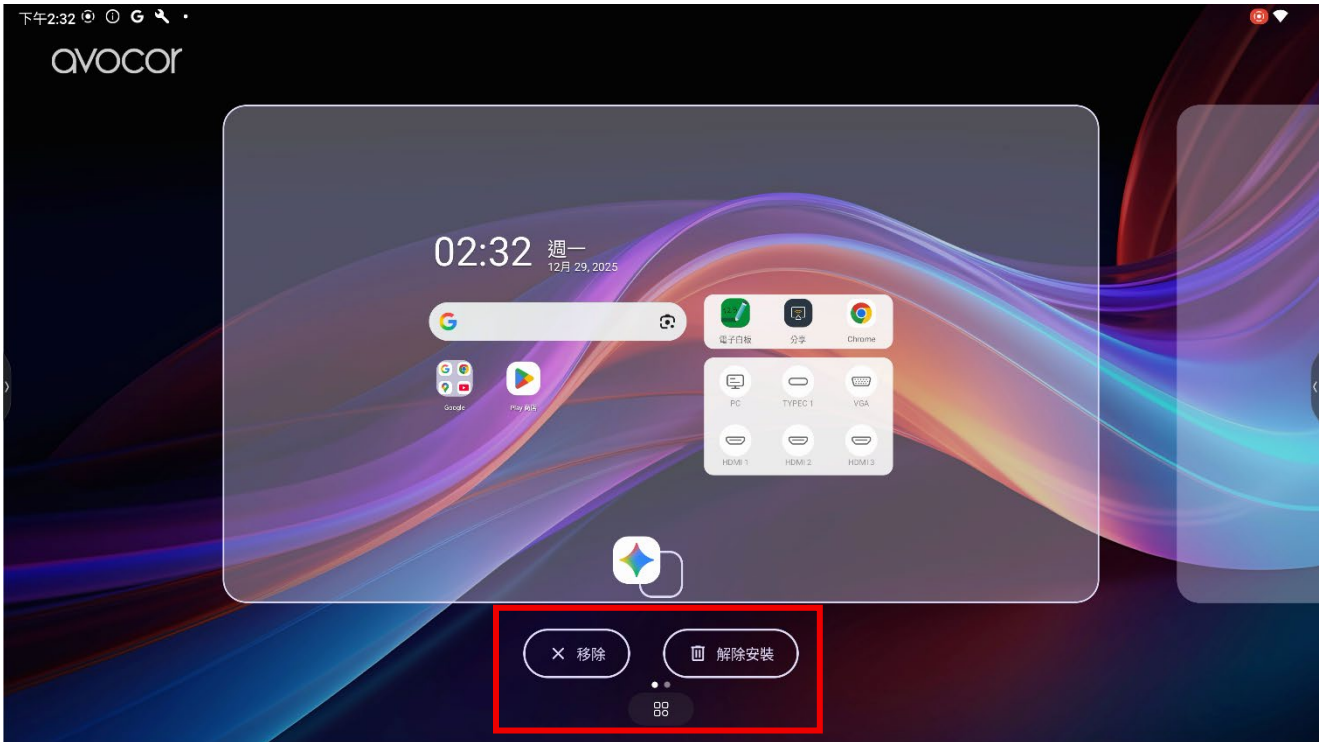 下午2:32
avocor
02:32 週一
12月 29, 2025
電子白板 分享 Chrome
Google Play 商店
PC TYPEC 1 VGA
HDMI 1 HDMI 2 HDMI 3
移除 解除安裝